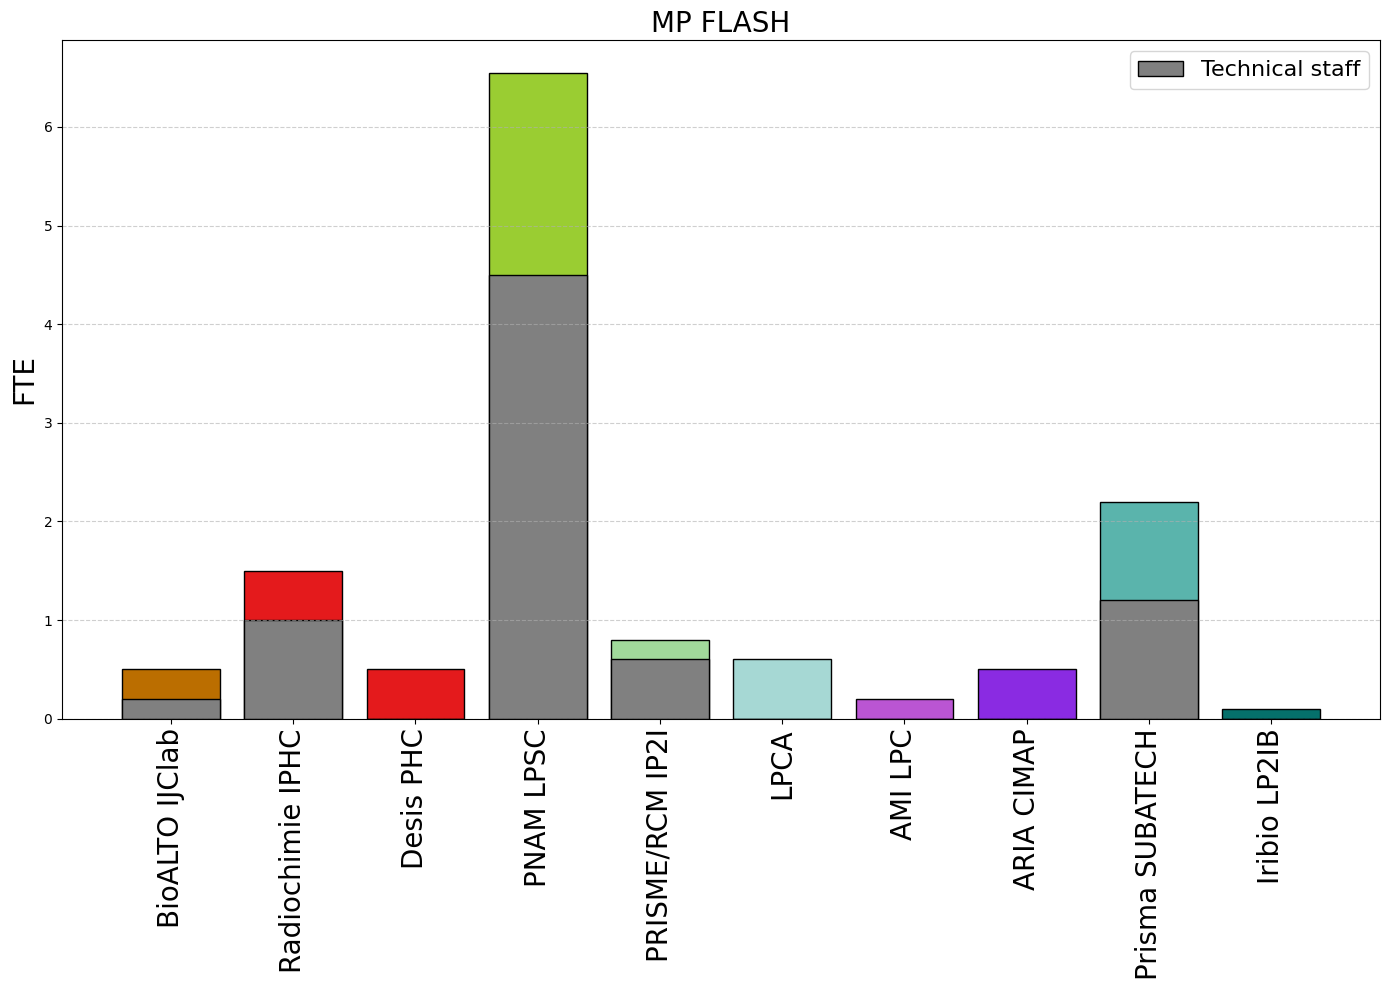 MP FLASH
Technical staff
FTE
6
5
4
3
2
1
0
BioALTO IJClab
Radiochimie IPHC
Desis PHC
PNAM LPSC
PRISME/RCM IP2I
LPCA
AMI LPC
ARIA CIMAP
Prisma SUBATECH
Iribio LP2IB